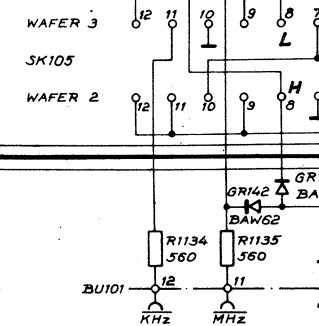 WAFER 3
12 11 10 9 8 7
L
SK105
WAFER 2
12 11 10 9 8
H
GR142
BAW62
GR1
BA
R1134
560
R1135
560
BU101
12
11
KHz
MHz